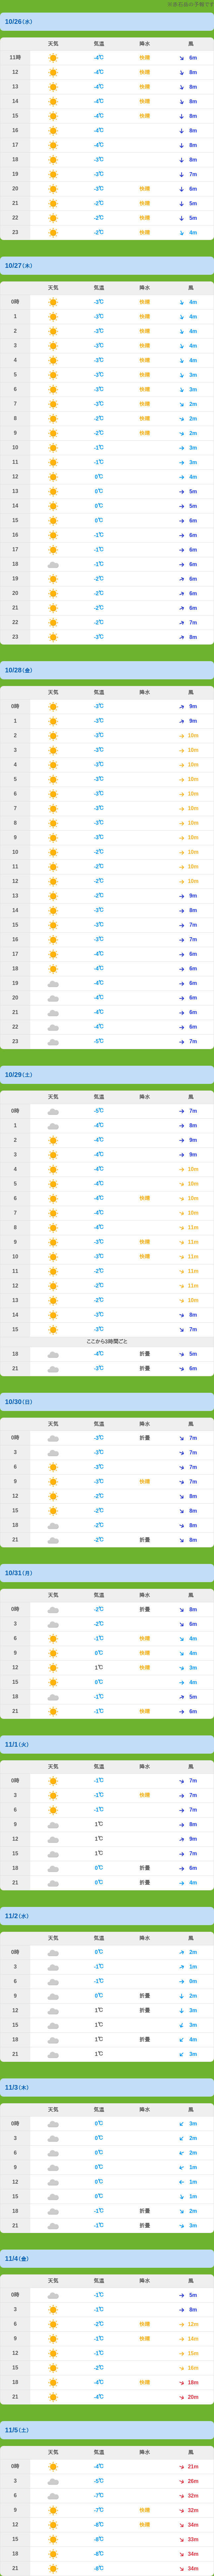 10/26(水)
天気 気温 降水 風
11時 -4℃ 快晴 6m
12 -4℃ 快晴 8m
13 -4℃ 快晴 8m
14 -4℃ 快晴 8m
15 -4℃ 快晴 8m
16 -4℃ 8m
17 -4℃ 8m
18 -3℃ 8m
19 -3℃ 7m
20 -3℃ 快晴 6m
21 -2℃ 快晴 5m
22 -2℃ 快晴 5m
23 -2℃ 快晴 4m
10/27(木)
天気 気温 降水 風
0時 -3℃ 快晴 4m
1 -3℃ 快晴 4m
2 -3℃ 快晴 4m
3 -3℃ 快晴 4m
4 -3℃ 快晴 4m
5 -3℃ 快晴 3m
6 -3℃ 快晴 3m
7 -3℃ 快晴 2m
8 -2℃ 快晴 2m
9 -2℃ 快晴 2m
10 -1℃ 3m
11 -1℃ 3m
12 0℃ 4m
13 0℃ 5m
14 0℃ 5m
15 0℃ 6m
16 -1℃ 6m
17 -1℃ 6m
18 -1℃ 6m
19 -2℃ 6m
20 -2℃ 6m
21 -2℃ 6m
22 -2℃ 7m
23 -3℃ 8m
10/28(金)
天気 気温 降水 風
0時 -3℃ 9m
1 -3℃ 9m
2 -3℃ 10m
3 -3℃ 10m
4 -3℃ 10m
5 -3℃ 10m
6 -3℃ 10m
7 -3℃ 10m
8 -3℃ 10m
9 -3℃ 10m
10 -2℃ 10m
11 -2℃ 10m
12 -2℃ 10m
13 -2℃ 9m
14 -3℃ 8m
15 -3℃ 7m
16 -3℃ 7m
17 -4℃ 6m
18 -4℃ 6m
19 -4℃ 6m
20 -4℃ 6m
21 -4℃ 6m
22 -4℃ 6m
23 -5℃ 7m
10/29(土)
天気 気温 降水 風
0時 -5℃ 7m
1 -4℃ 8m
2 -4℃ 9m
3 -4℃ 9m
4 -4℃ 10m
5 -4℃ 10m
6 -4℃ 快晴 10m
7 -4℃ 10m
8 -4℃ 11m
9 -3℃ 快晴 11m
10 -3℃ 快晴 11m
11 -2℃ 11m
12 -2℃ 11m
13 -2℃ 10m
14 -3℃ 8m
15 -3℃ 7m
ここから3時間ごと
18 -4℃ 折曇 5m
21 -3℃ 折曇 6m
10/30(日)
天気 気温 降水 風
0時 -3℃ 折曇 7m
3 -3℃ 7m
6 -3℃ 7m
9 -3℃ 快晴 7m
12 -2℃ 8m
15 -2℃ 8m
18 -2℃ 8m
21 -2℃ 折曇 8m
10/31(月)
天気 気温 降水 風
0時 -2℃ 折曇 8m
3 -2℃ 6m
6 -1℃ 快晴 4m
9 0℃ 快晴 4m
12 1℃ 快晴 3m
15 0℃ 4m
18 -1℃ 5m
21 -1℃ 快晴 6m
11/1(火)
天気 気温 降水 風
0時 -1℃ 7m
3 -1℃ 快晴 7m
6 -1℃ 7m
9 1℃ 8m
12 1℃ 9m
15 1℃ 7m
18 0℃ 折曇 6m
21 0℃ 折曇 4m
11/2(水)
天気 気温 降水 風
0時 0℃ 2m
3 -1℃ 1m
6 -1℃ 0m
9 0℃ 折曇 2m
12 1℃ 折曇 3m
15 1℃ 3m
18 1℃ 折曇 4m
21 1℃ 3m
11/3(木)
天気 気温 降水 風
0時 0℃ 3m
3 0℃ 2m
6 0℃ 2m
9 0℃ 1m
12 0℃ 1m
15 0℃ 1m
18 -1℃ 折曇 2m
21 -1℃ 折曇 3m
11/4(金)
天気 気温 降水 風
0時 -1℃ 5m
3 -1℃ 8m
6 -2℃ 快晴 12m
9 -1℃ 快晴 14m
12 -1℃ 15m
15 -2℃ 16m
18 -4℃ 快晴 18m
21 -4℃ 20m
11/5(土)
天気 気温 降水 風
0時 -4℃ 21m
3 -5℃ 26m
6 -7℃ 32m
9 -7℃ 快晴 32m
12 -8℃ 快晴 34m
15 -8℃ 33m
18 -8℃ 34m
21 -8℃ 34m